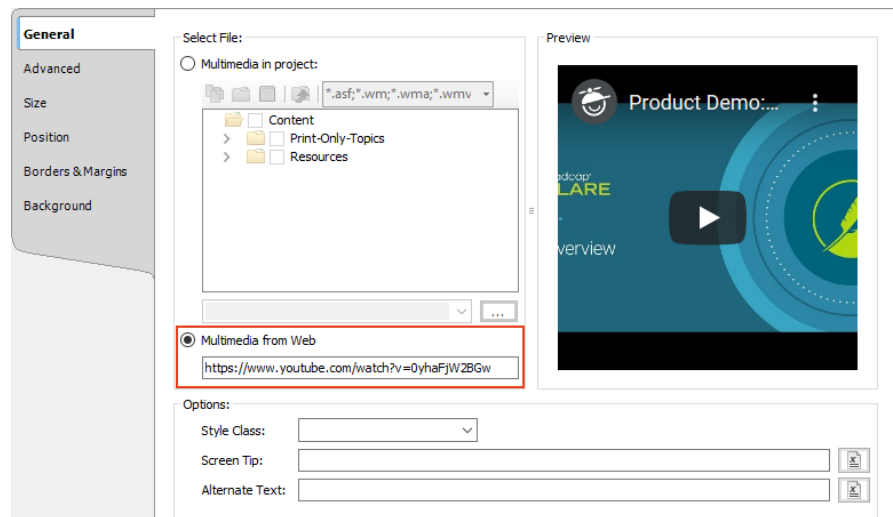 General
Advanced
Size
Position
Borders & Margins
Background
Select File:
Multimedia in project:
*.asf;*.wm;*.wma;*.wmv
Content
Print-Only-Topics
Resources
...
Multimedia from Web
https://www.youtube.com/watch?v=0yhaFjW2BGw
Preview
Product Demo:...
adcap
LARE
verview
Options:
Style Class:
Screen Tip:
Alternate Text: